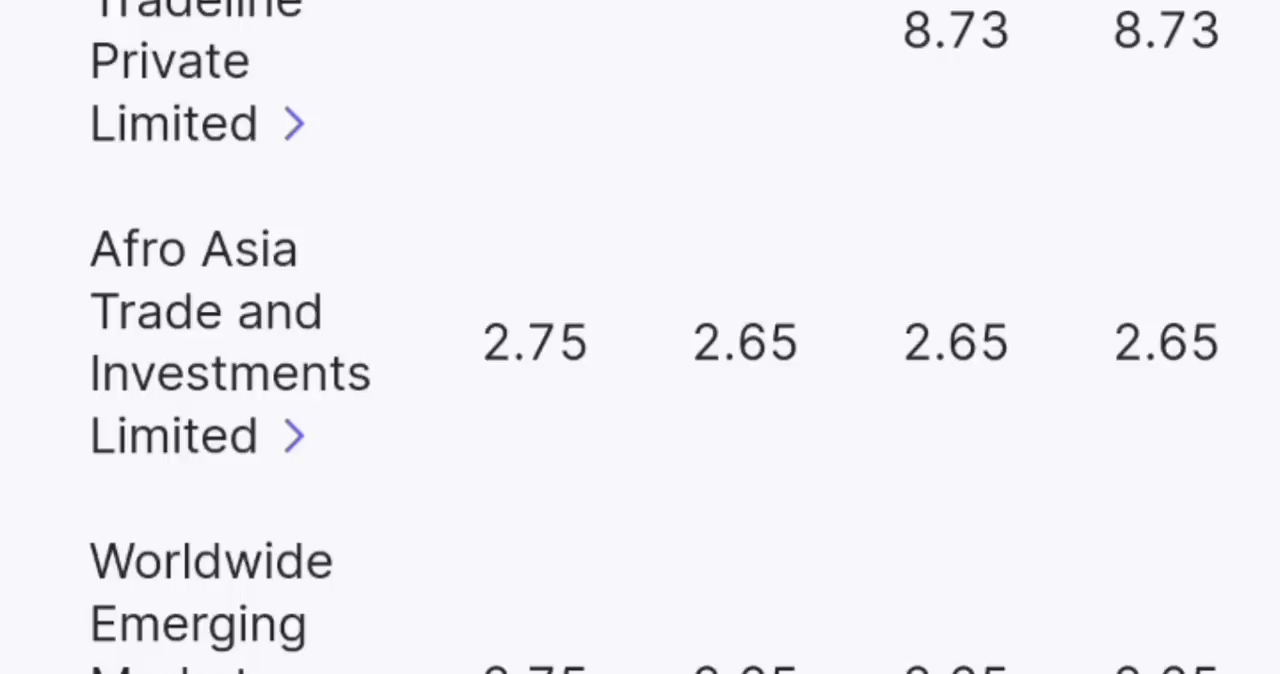 Tradeline
Private
Limited
8.73 8.73
Afro Asia
Trade and
Investments
Limited
2.75 2.65 2.65 2.65
Worldwide
Emerging